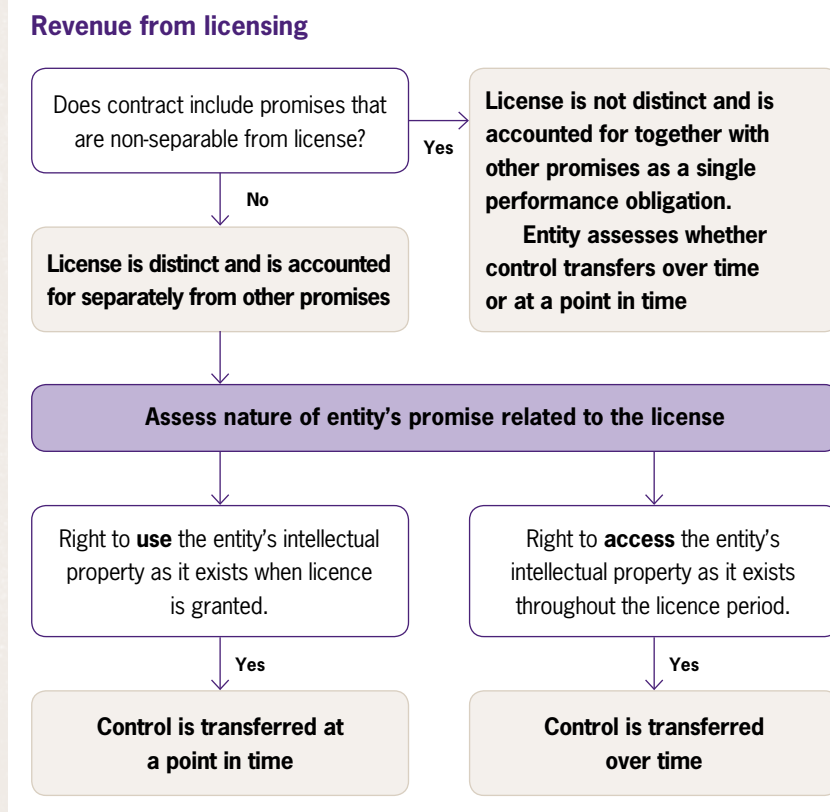 Revenue from licensing
Does contract include promises that
are non-separable from license?
Yes
License is not distinct and is
accounted for together with
other promises as a single
performance obligation.
Entity assesses whether
control transfers over time
or at a point in time
No
License is distinct and is accounted
for separately from other promises
Assess nature of entity’s promise related to the license
Right to use the entity’s intellectual
property as it exists when licence
is granted.
Right to access the entity’s
intellectual property as it exists
throughout the licence period.
Yes
Yes
Control is transferred at
a point in time
Control is transferred
over time